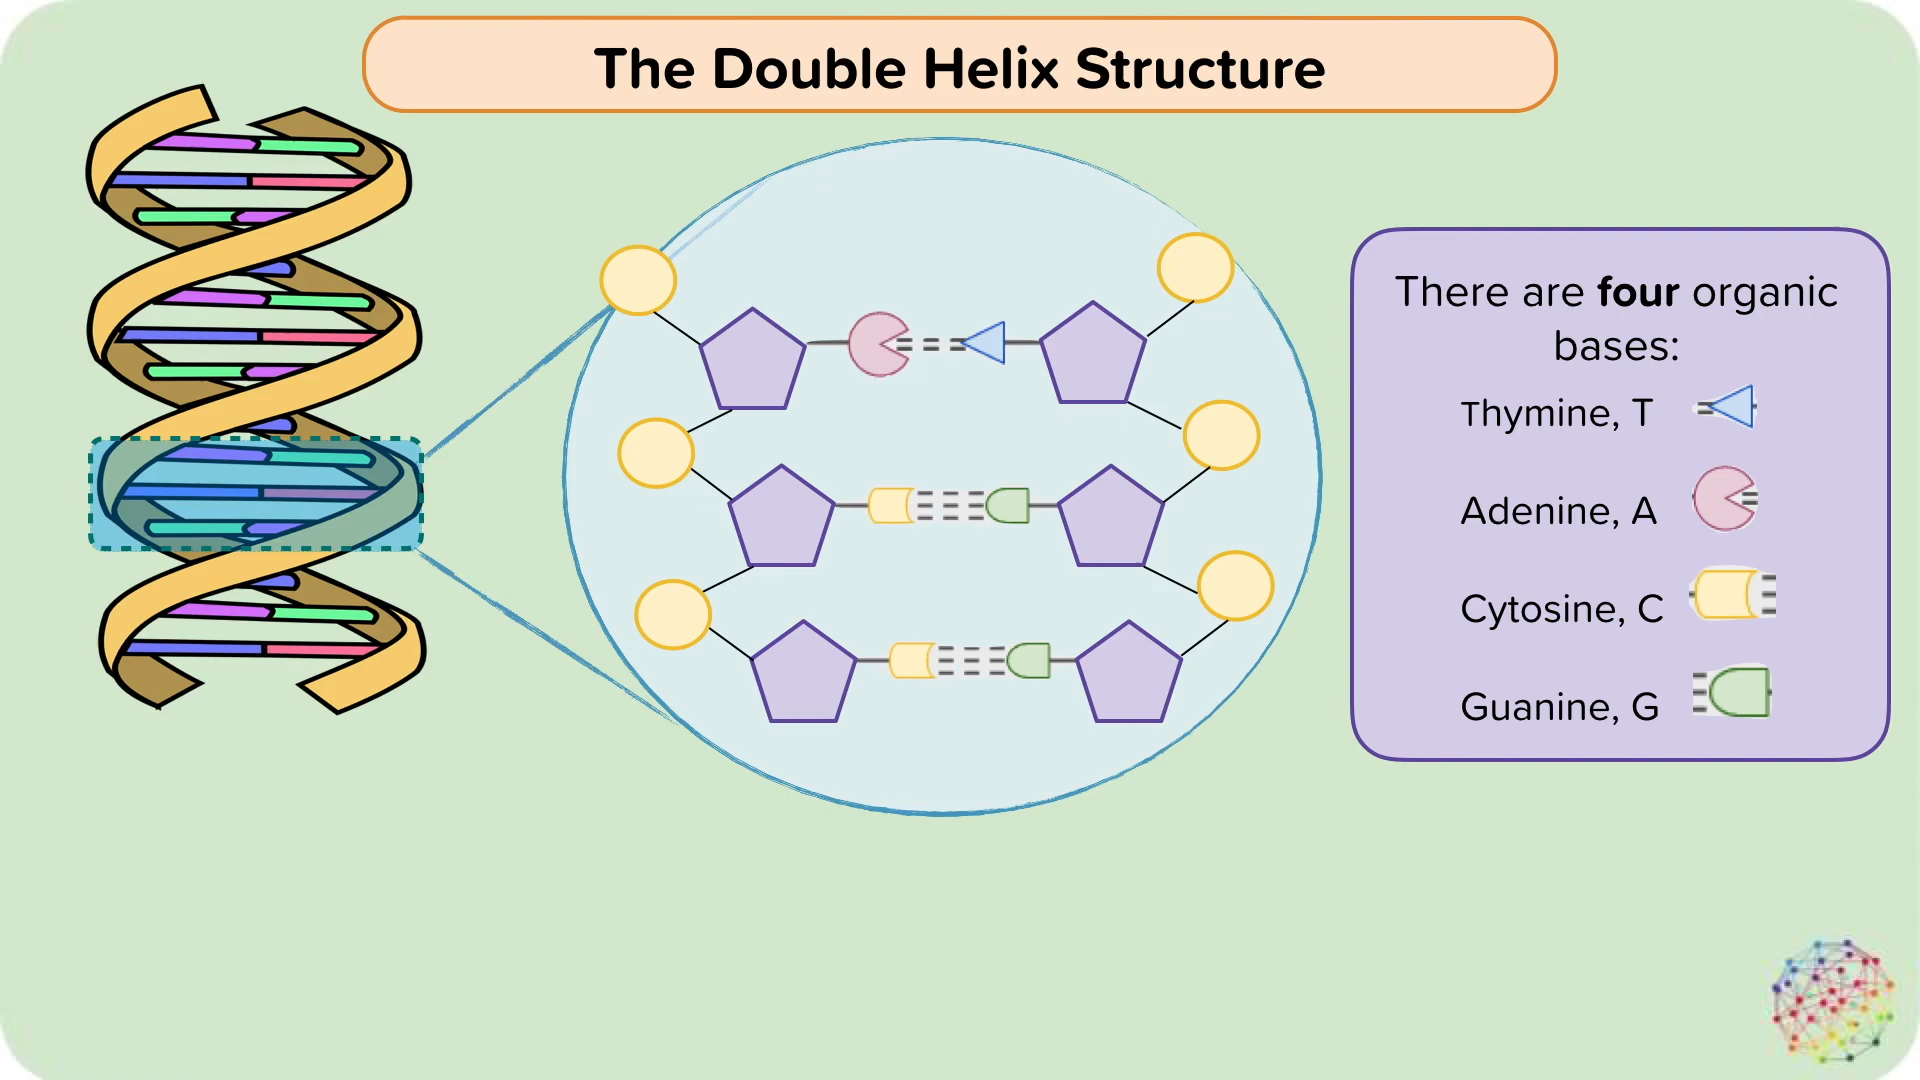 The Double Helix Structure
There are four organic
bases:
Thymine, T
Adenine, A
Cytosine, C
Guanine, G